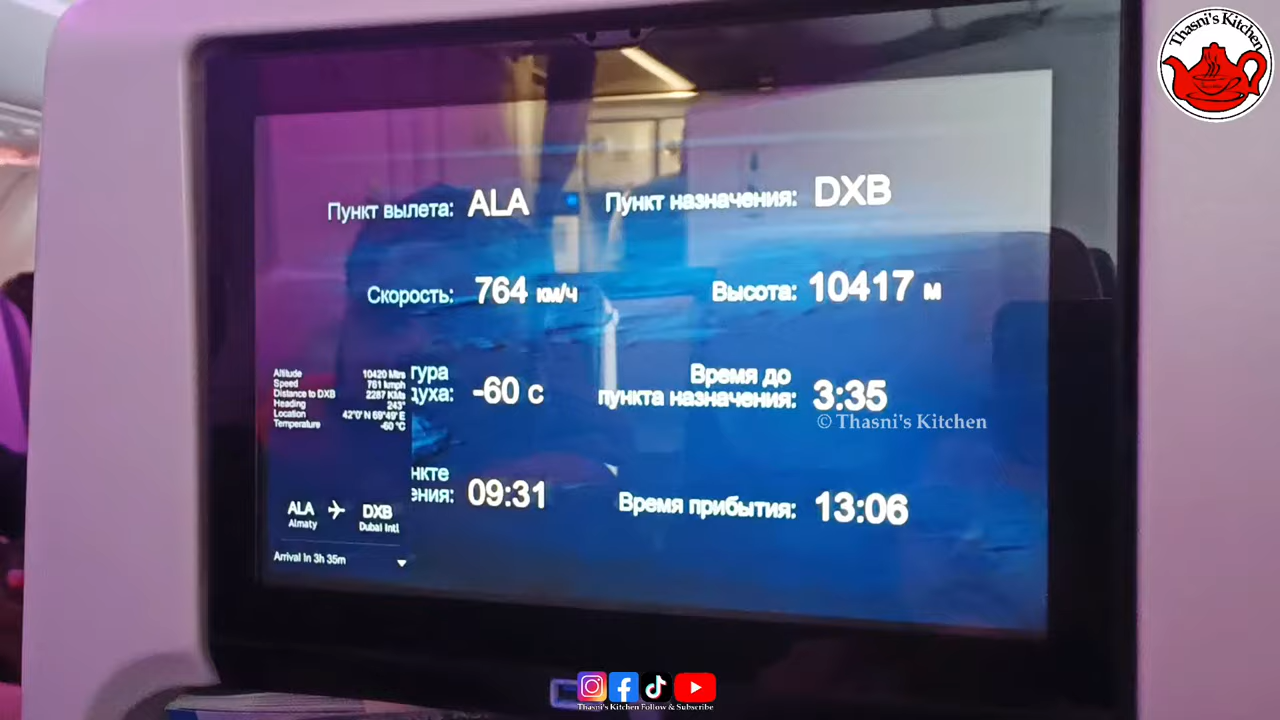 Thasni's Kitchen
Пункт вылета: ALA
Пункт назначения: DXB
Скорость: 764 км/ч
Высота: 10417 м
Altitude 10420 Mtrs
Speed 761 kmph
Distance to DXB 2287 KMs
Heading 243°
Location 42°0' N 69°49' E
Temperature -60 °C
тура
духа: -60 c
Время до
пункта назначения: 3:35
© Thasni's Kitchen
нкте
ения: 09:31
Время прибытия: 13:06
ALA DXB
Almaty Dubai Intl
Arrival in 3h 35m
Thasni's Kitchen Follow & Subscribe